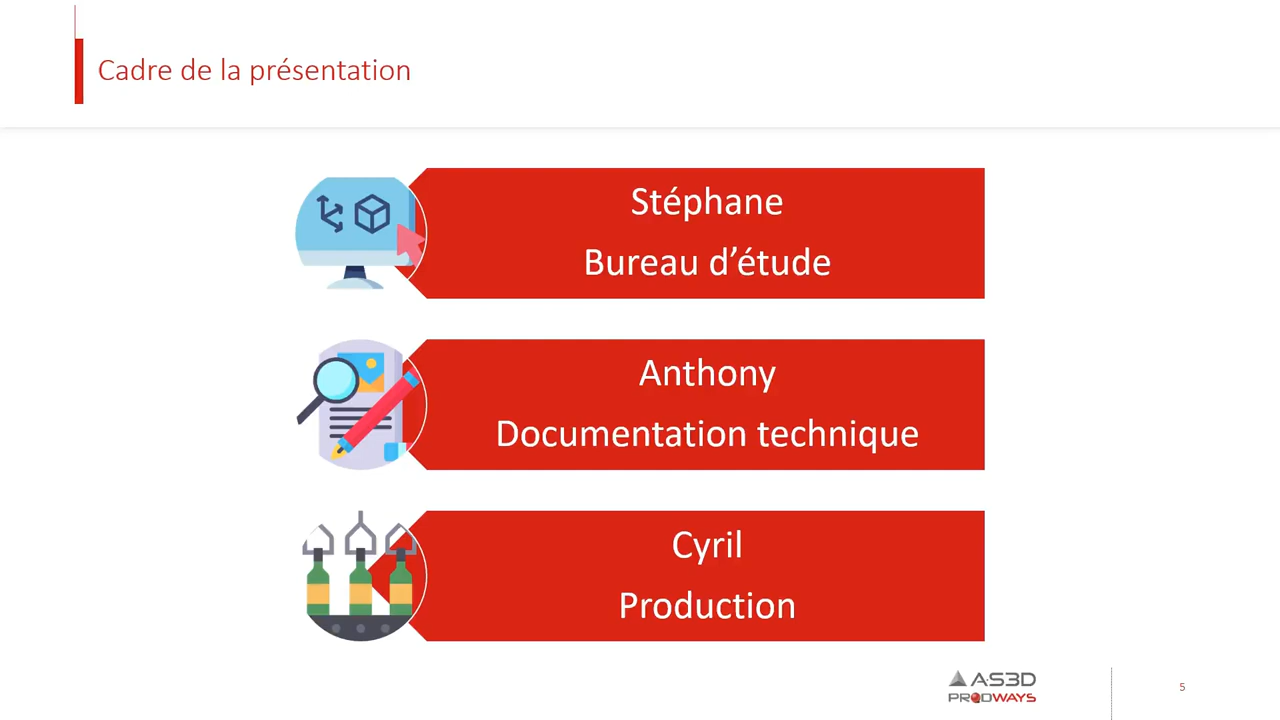 Cadre de la présentation
Stéphane
Bureau d’étude
Anthony
Documentation technique
Cyril
Production
AS3D
PRODWAYS
5